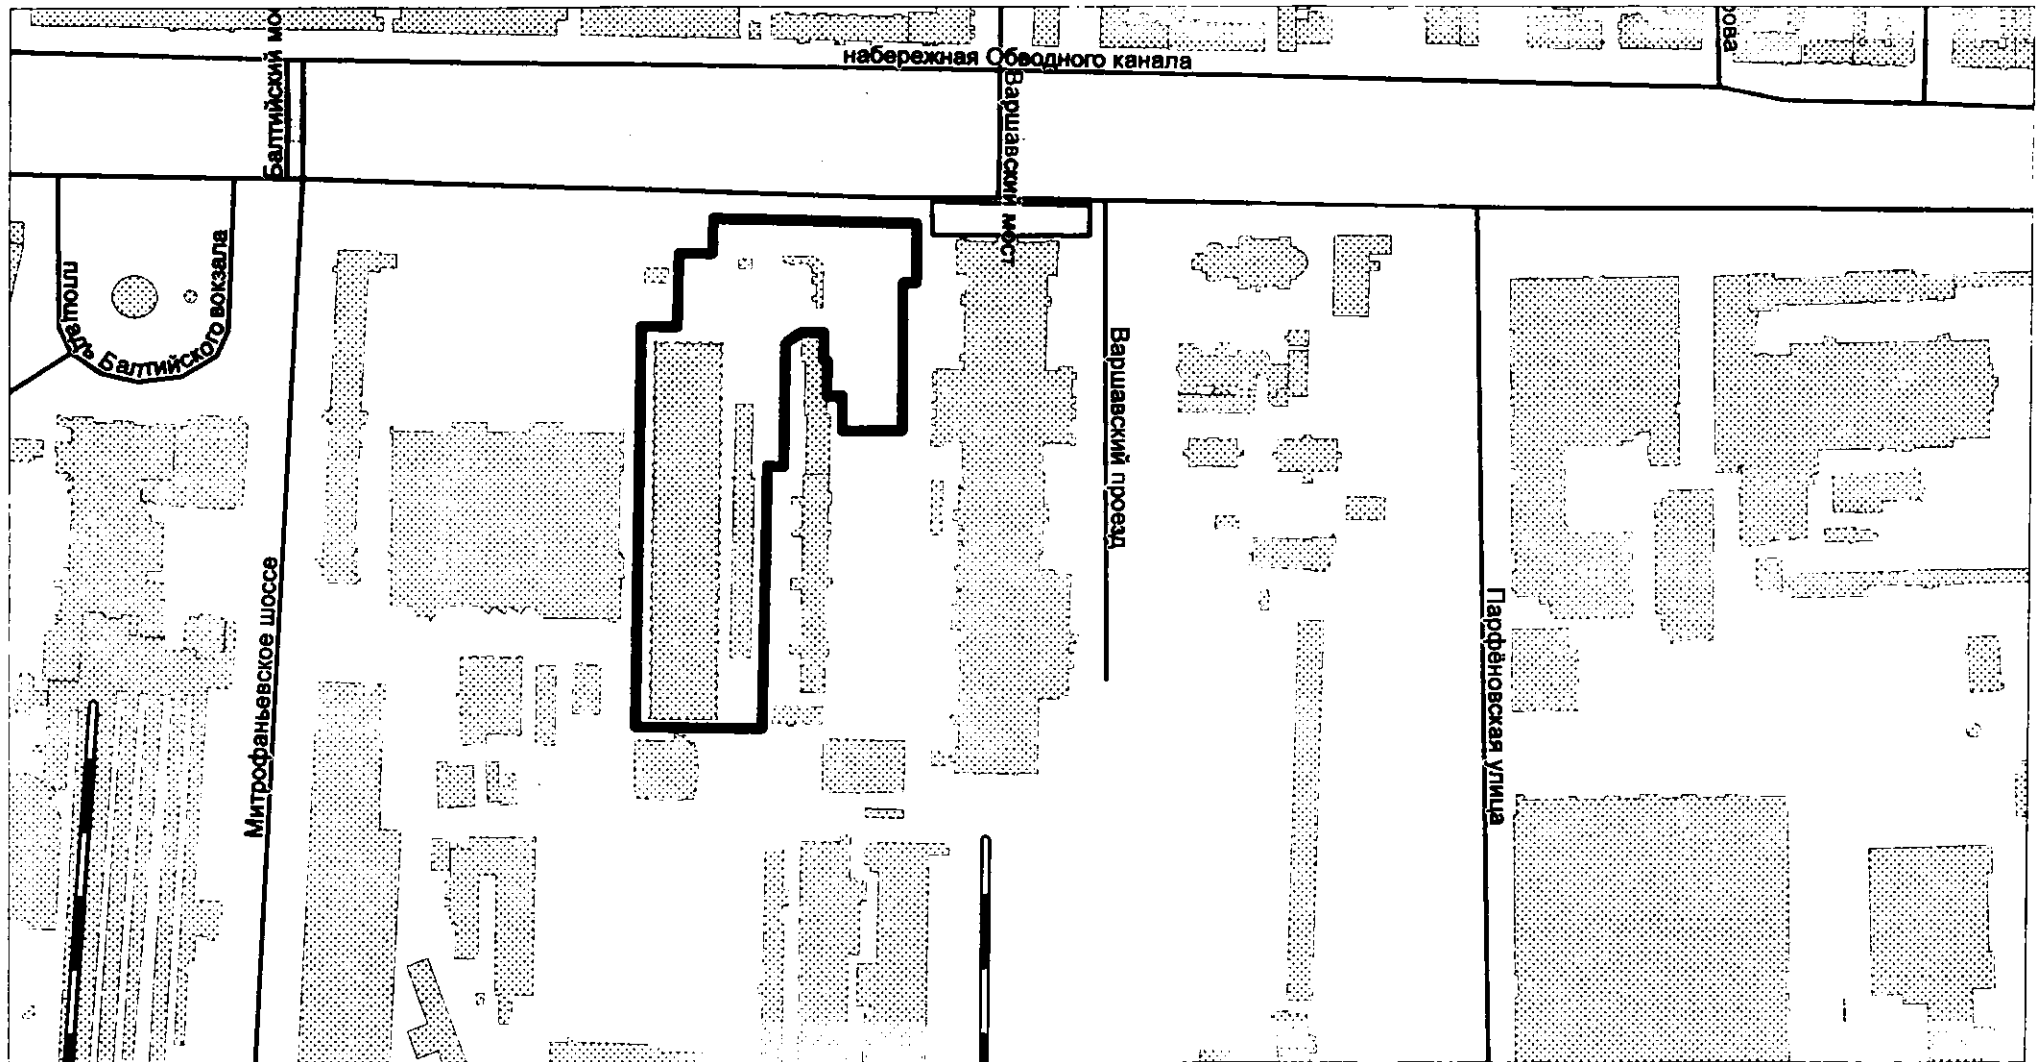 набережная Обводного канала
Балтийский мо
Варшавский мост
рова
площадь Балтийского вокзала
Варшавский проезд
Митрофаньевское шоссе
Парфёновская улица